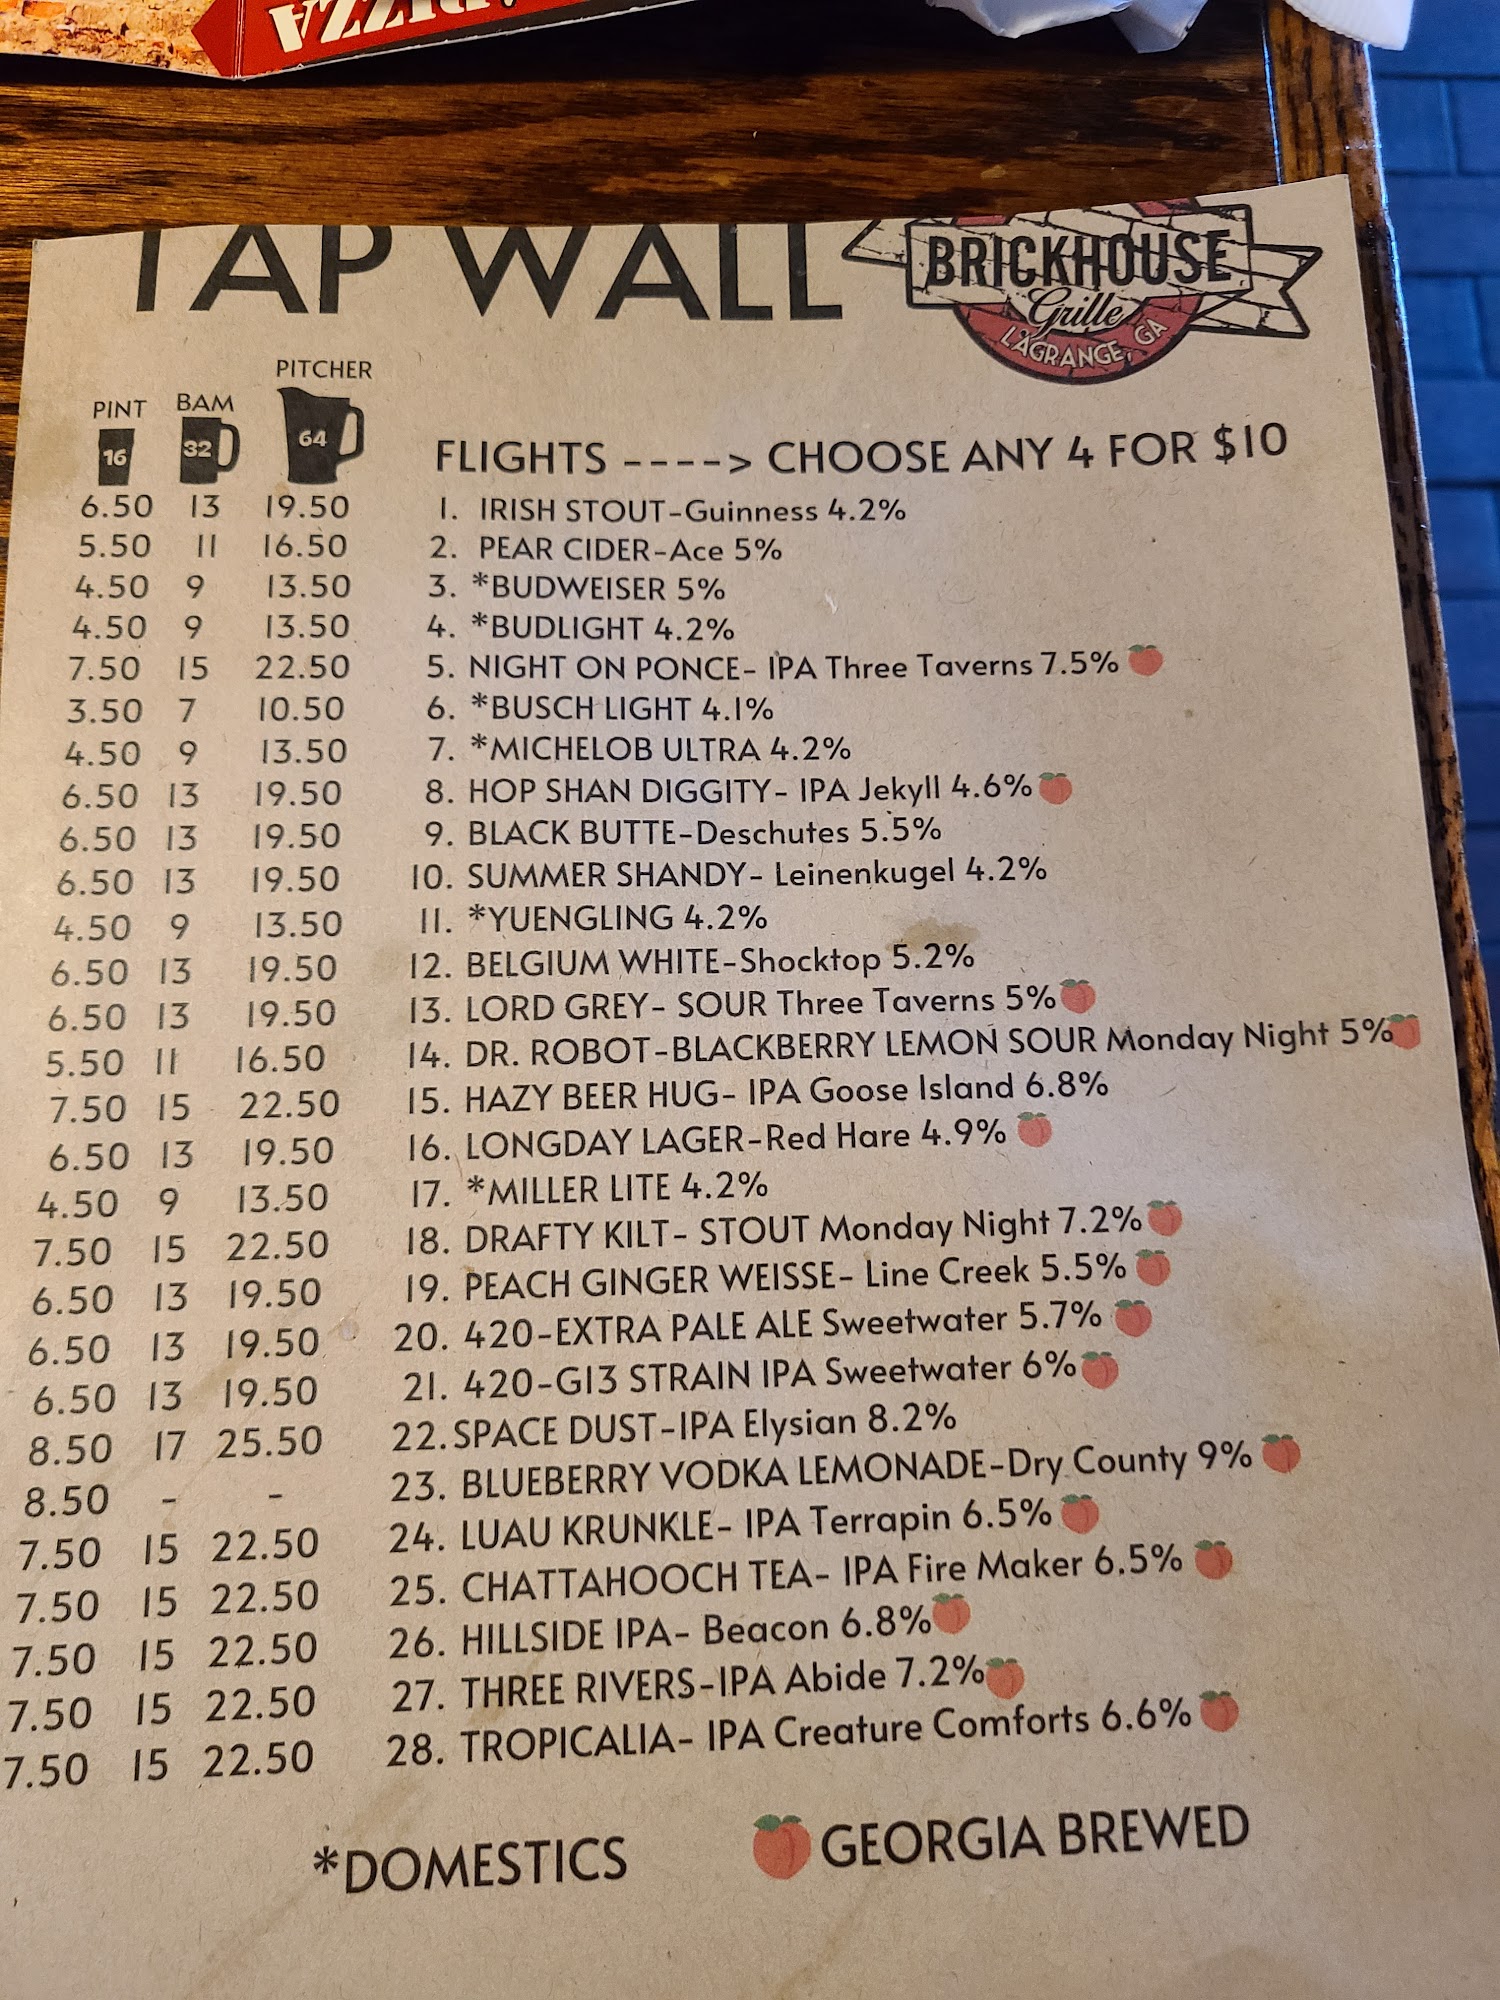 PIZZA
TAP WALL
BRICKHOUSE
Grille
LAGRANGE, GA
PINT BAM PITCHER
16 32 64
FLIGHTS ----> CHOOSE ANY 4 FOR $10
6.50 13 19.50 1. IRISH STOUT-Guinness 4.2%
5.50 11 16.50 2. PEAR CIDER-Ace 5%
4.50 9 13.50 3. *BUDWEISER 5%
4.50 9 13.50 4. *BUDLIGHT 4.2%
7.50 15 22.50 5. NIGHT ON PONCE- IPA Three Taverns 7.5%
3.50 7 10.50 6. *BUSCH LIGHT 4.1%
4.50 9 13.50 7. *MICHELOB ULTRA 4.2%
6.50 13 19.50 8. HOP SHAN DIGGITY- IPA Jekyll 4.6%
6.50 13 19.50 9. BLACK BUTTE-Deschutes 5.5%
6.50 13 19.50 10. SUMMER SHANDY- Leinenkugel 4.2%
4.50 9 13.50 11. *YUENGLING 4.2%
6.50 13 19.50 12. BELGIUM WHITE-Shocktop 5.2%
6.50 13 19.50 13. LORD GREY- SOUR Three Taverns 5%
5.50 11 16.50 14. DR. ROBOT-BLACKBERRY LEMON SOUR Monday Night 5%
7.50 15 22.50 15. HAZY BEER HUG- IPA Goose Island 6.8%
6.50 13 19.50 16. LONGDAY LAGER-Red Hare 4.9%
4.50 9 13.50 17. *MILLER LITE 4.2%
7.50 15 22.50 18. DRAFTY KILT- STOUT Monday Night 7.2%
6.50 13 19.50 19. PEACH GINGER WEISSE- Line Creek 5.5%
6.50 13 19.50 20. 420-EXTRA PALE ALE Sweetwater 5.7%
6.50 13 19.50 21. 420-G13 STRAIN IPA Sweetwater 6%
8.50 17 25.50 22. SPACE DUST-IPA Elysian 8.2%
8.50 - - 23. BLUEBERRY VODKA LEMONADE-Dry County 9%
7.50 15 22.50 24. LUAU KRUNKLE- IPA Terrapin 6.5%
7.50 15 22.50 25. CHATTAHOOCH TEA- IPA Fire Maker 6.5%
7.50 15 22.50 26. HILLSIDE IPA- Beacon 6.8%
7.50 15 22.50 27. THREE RIVERS-IPA Abide 7.2%
7.50 15 22.50 28. TROPICALIA- IPA Creature Comforts 6.6%
*DOMESTICS GEORGIA BREWED